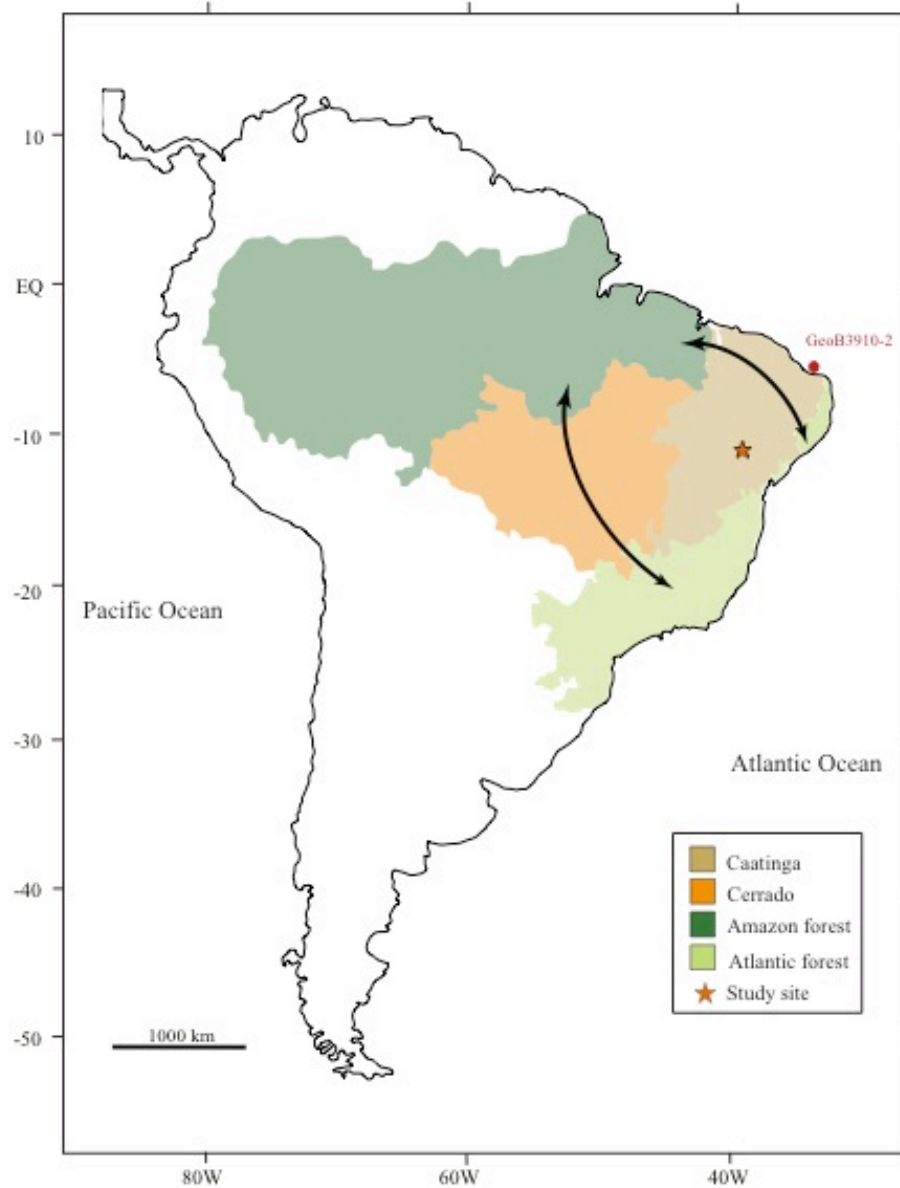 10
EQ
GeoB3910-2
-10
-20
Pacific Ocean
-30
Atlantic Ocean
Caatinga
-40
Cerrado
Amazon forest
Atlantic forest
Study site
1000 km
-50
80W
60W
40W